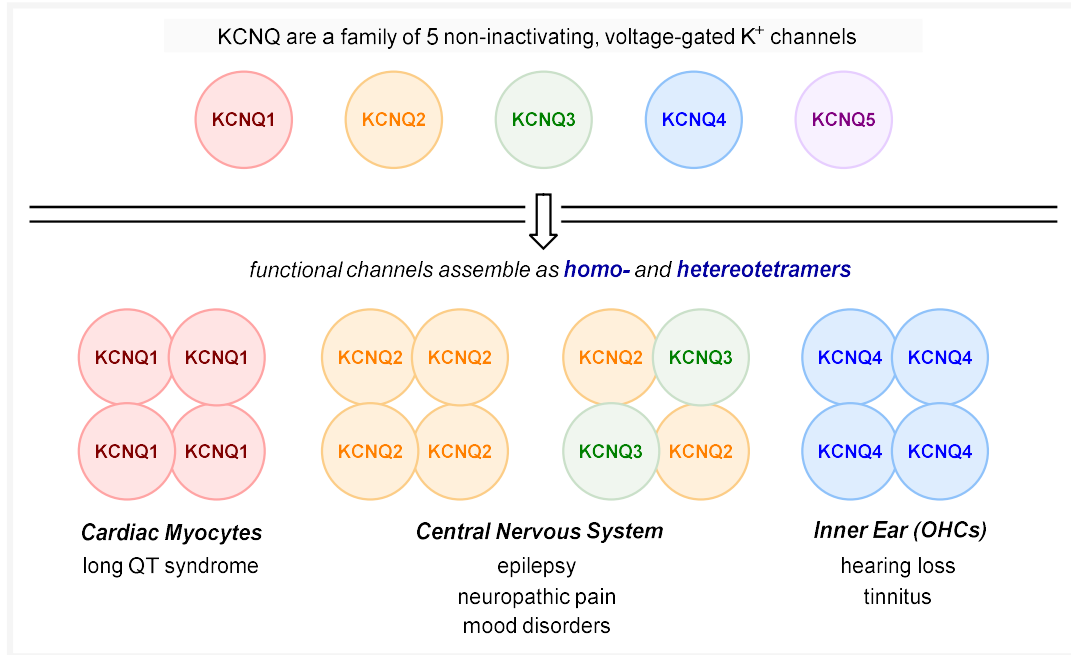 KCNQ are a family of 5 non-inactivating, voltage-gated K⁺ channels
KCNQ1 KCNQ2 KCNQ3 KCNQ4 KCNQ5
functional channels assemble as homo- and hetereotetramers
KCNQ1 KCNQ1 KCNQ2 KCNQ2 KCNQ2 KCNQ3 KCNQ4 KCNQ4
KCNQ1 KCNQ1 KCNQ2 KCNQ2 KCNQ3 KCNQ2 KCNQ4 KCNQ4
Cardiac Myocytes Central Nervous System Inner Ear (OHCs)
long QT syndrome epilepsy hearing loss
neuropathic pain tinnitus
mood disorders